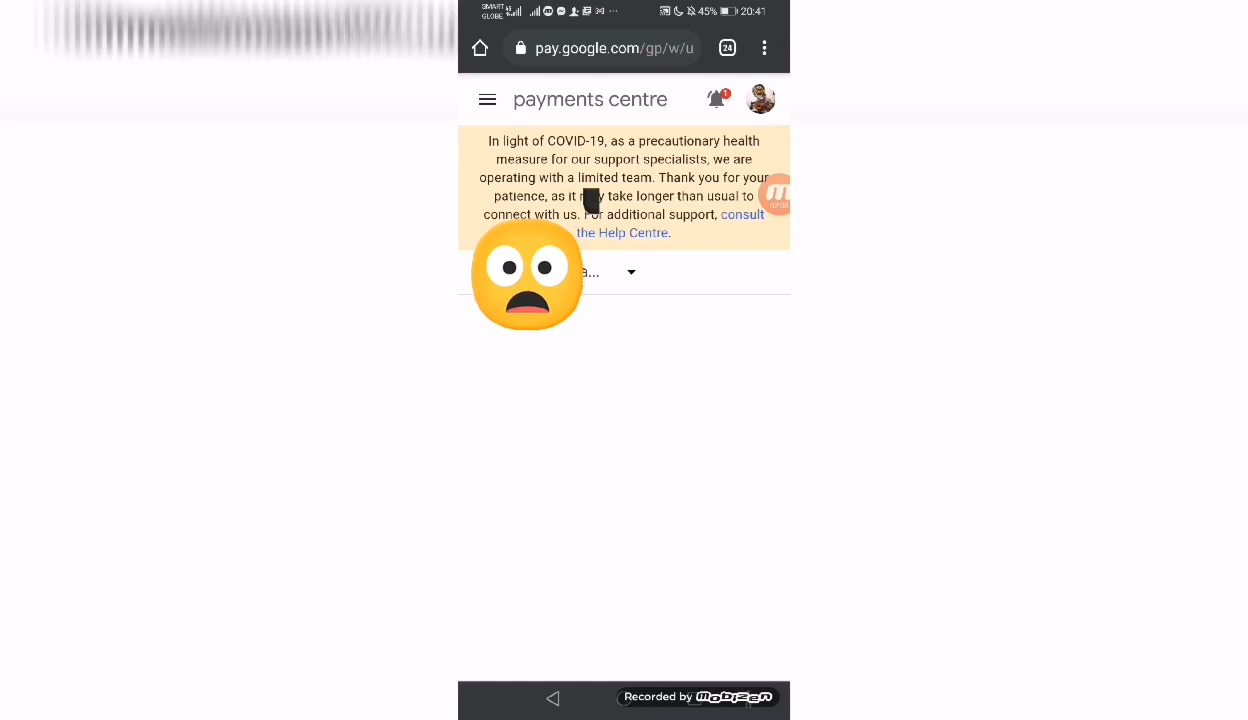 SMART
GLOBE
45% 20:41
pay.google.com/gp/w/u
24
payments centre
1
In light of COVID-19, as a precautionary health
measure for our support specialists, we are
operating with a limited team. Thank you for your
patience, as it may take longer than usual to
connect with us. For additional support, consult
the Help Centre.
a...
Recorded by MOBIZEN